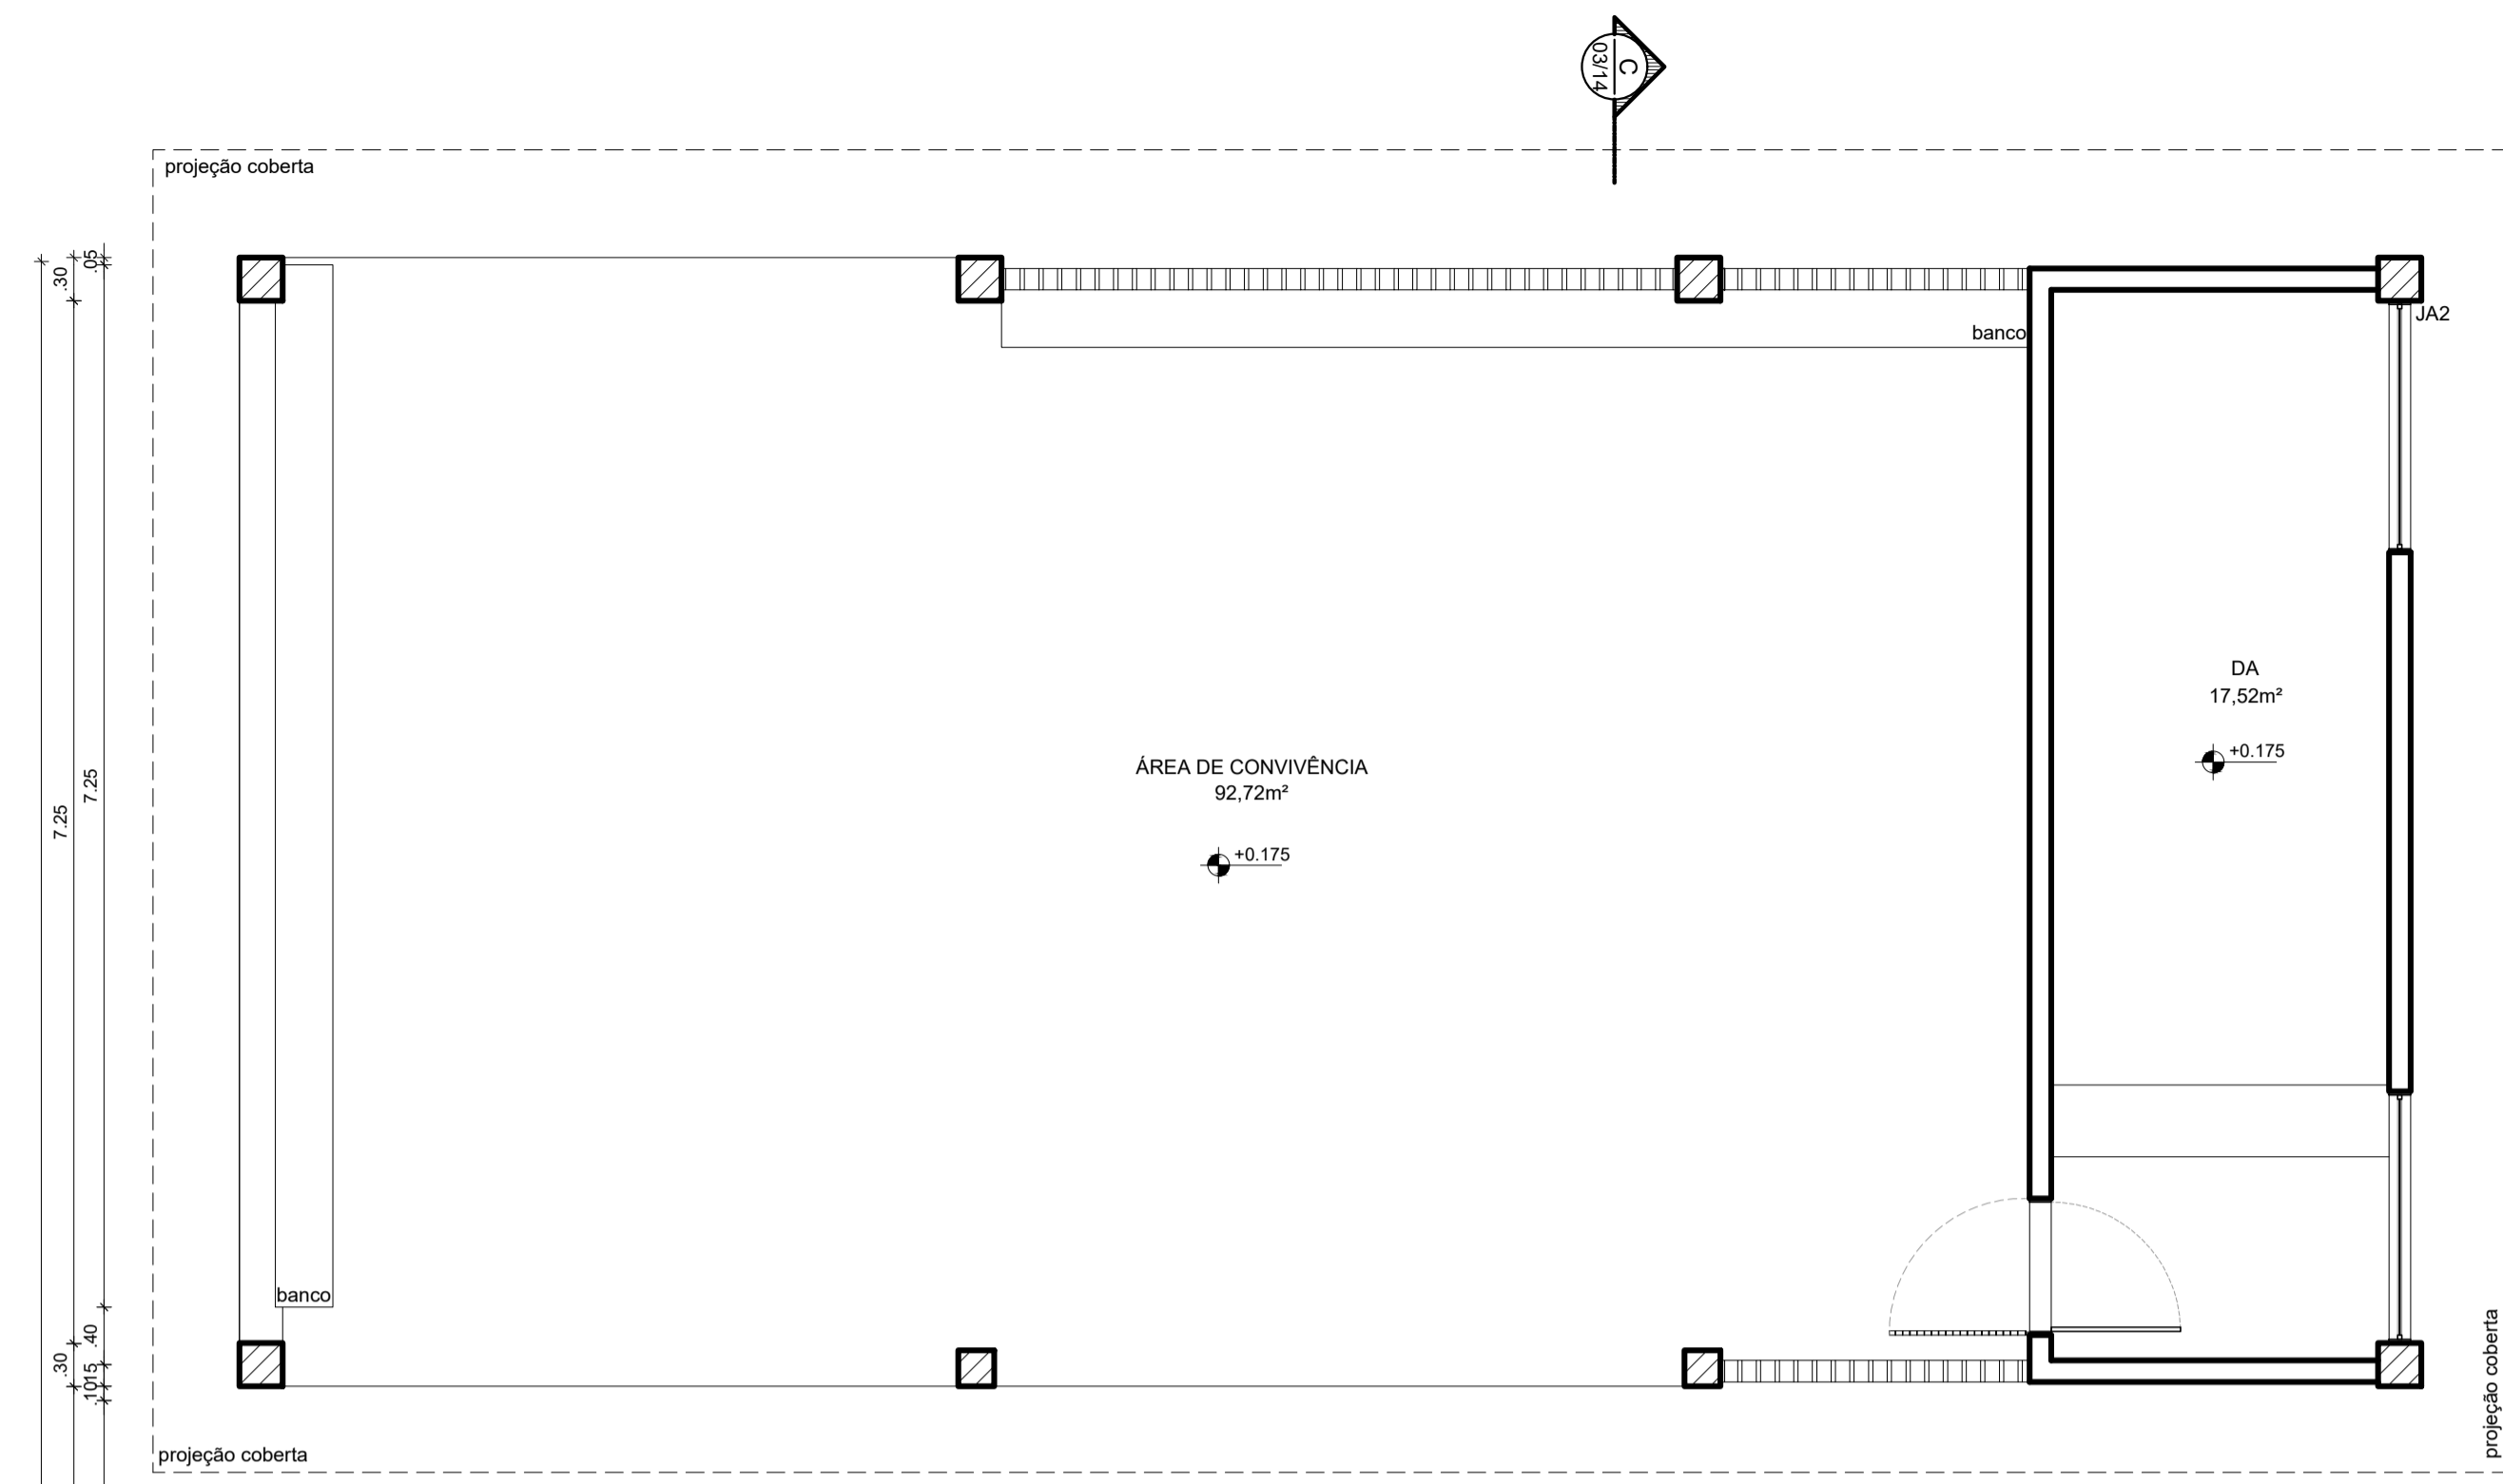 C
03/14
projeção coberta
.05
.30
JA2
banco
DA
17,52m²
+0.175
ÁREA DE CONVIVÊNCIA
92,72m²
+0.175
7.25
7.25
banco
.40
.30
.15
.10
projeção coberta
projeção coberta